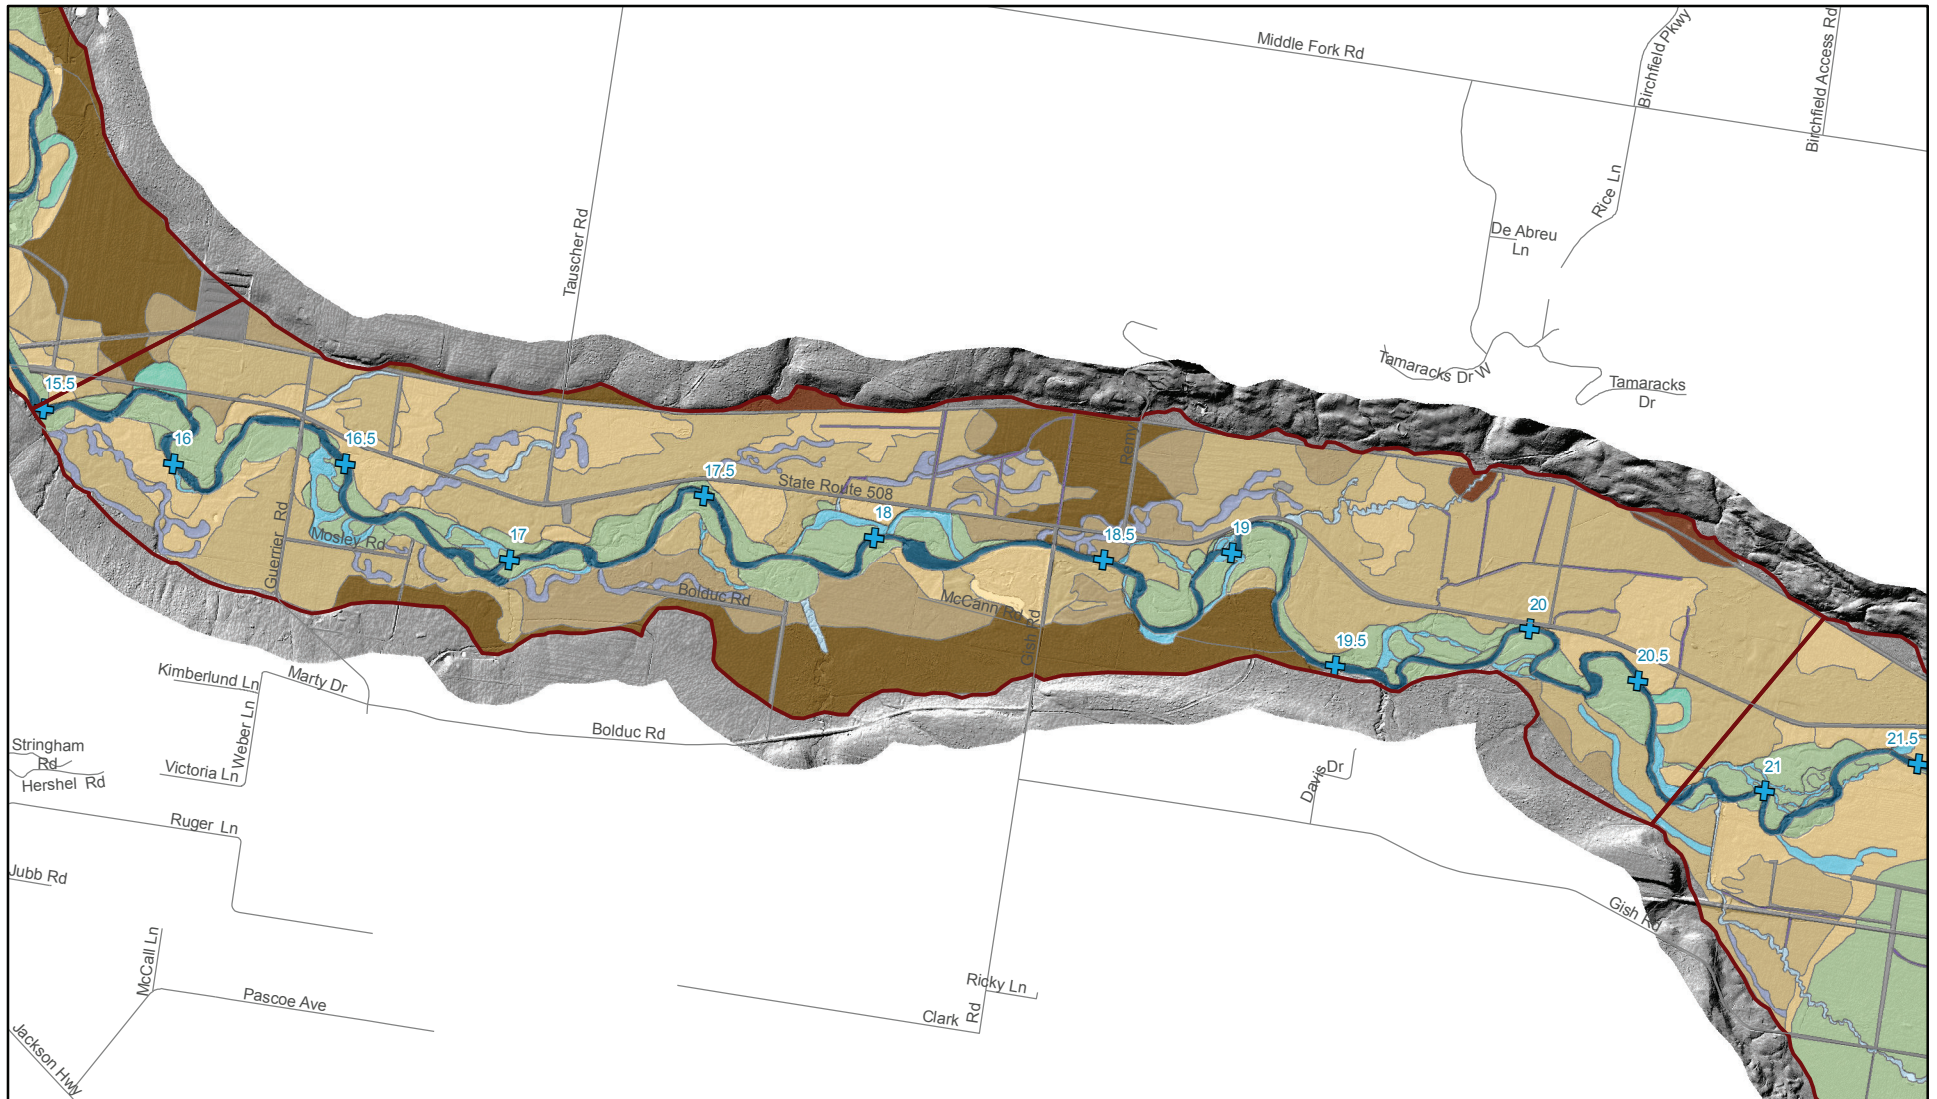 Middle Fork Rd
Birchfield Pkwy
Birchfield Access Rd
Rice Ln
Tauscher Rd
De Abreu
Ln
Tamaracks Dr W
Tamaracks
Dr
15.5
16
16.5
17
17.5
18
18.5
19
19.5
20
20.5
21
21.5
State Route 508
Guerrier Rd
Mosley Rd
Bolduc Rd
McCann Rd
Gish Rd
Kimberlund Ln
Marty Dr
Weber Ln
Bolduc Rd
Stringham
Rd
Hershel Rd
Victoria Ln
Davis Dr
Ruger Ln
Jubb Rd
Gish Rd
McCall Ln
Pascoe Ave
Ricky Ln
Clark
Rd
Jackson Hwy